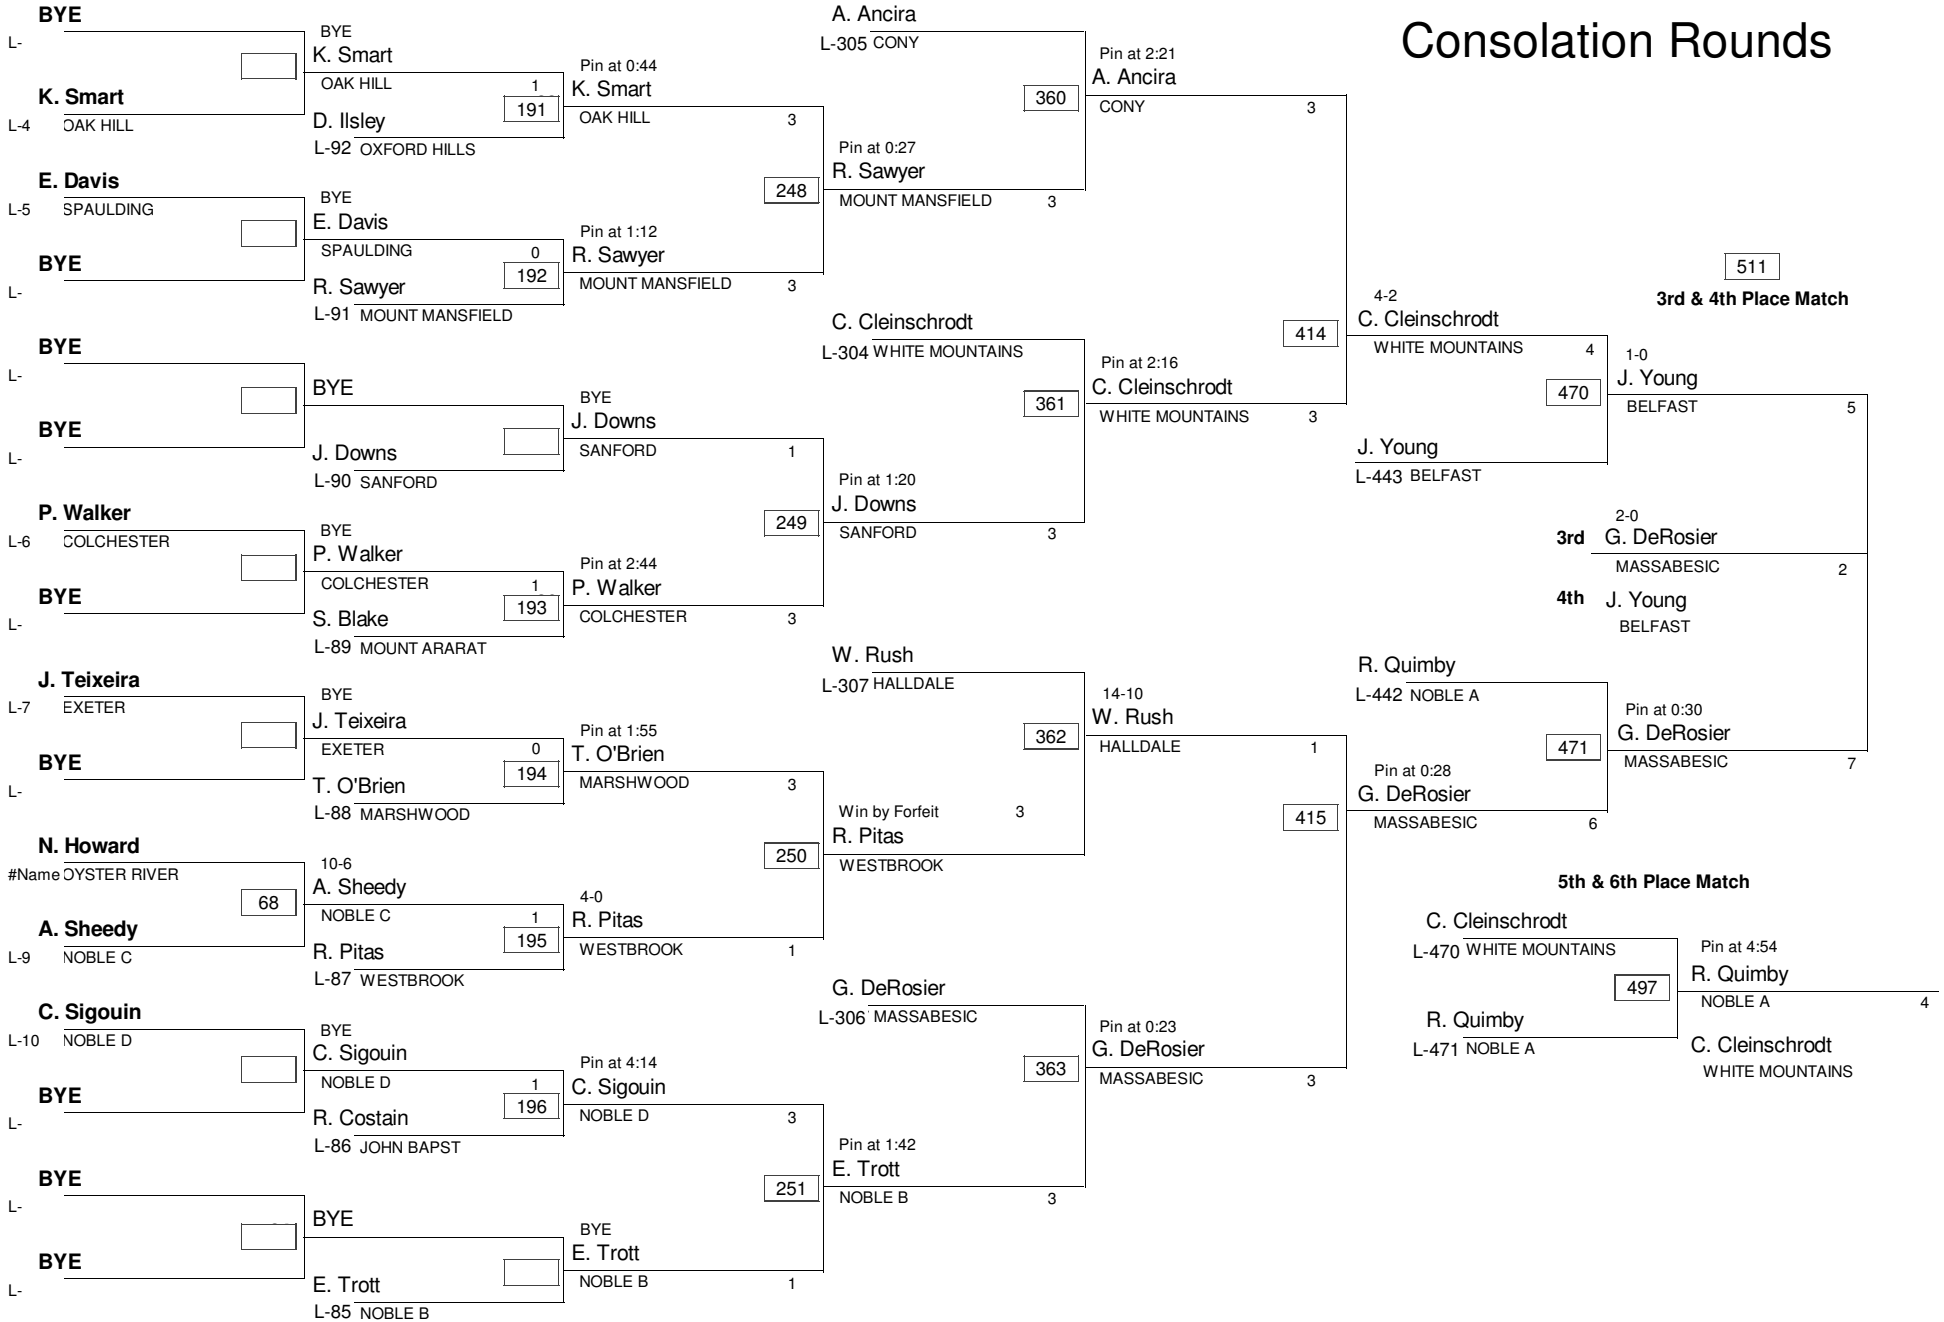 Consolation Rounds
BYE
L-
K. Smart
L-4 OAK HILL
E. Davis
L-5 SPAULDING
BYE
L-
BYE
L-
BYE
L-
P. Walker
L-6 COLCHESTER
BYE
L-
J. Teixeira
L-7 EXETER
BYE
L-
N. Howard
#Name OYSTER RIVER
68
A. Sheedy
L-9 NOBLE C
C. Sigouin
L-10 NOBLE D
BYE
L-
BYE
L-
BYE
L-
BYE
K. Smart
OAK HILL 1
191
D. Ilsley
L-92 OXFORD HILLS
BYE
E. Davis
SPAULDING 0
192
R. Sawyer
L-91 MOUNT MANSFIELD
BYE
J. Downs
L-90 SANFORD
BYE
P. Walker
COLCHESTER 1
193
S. Blake
L-89 MOUNT ARARAT
BYE
J. Teixeira
EXETER 0
194
T. O'Brien
L-88 MARSHWOOD
10-6
A. Sheedy
NOBLE C 1
195
R. Pitas
L-87 WESTBROOK
BYE
C. Sigouin
NOBLE D 1
196
R. Costain
L-86 JOHN BAPST
BYE
E. Trott
L-85 NOBLE B
Pin at 0:44
K. Smart
OAK HILL 3
248
Pin at 1:12
R. Sawyer
MOUNT MANSFIELD 3
BYE
J. Downs
SANFORD 1
249
Pin at 2:44
P. Walker
COLCHESTER 3
Pin at 1:55
T. O'Brien
MARSHWOOD 3
250
4-0
R. Pitas
WESTBROOK 1
Pin at 4:14
C. Sigouin
NOBLE D 3
251
BYE
E. Trott
NOBLE B 1
A. Ancira
L-305 CONY
360
Pin at 0:27
R. Sawyer
MOUNT MANSFIELD 3
C. Cleinschrodt
L-304 WHITE MOUNTAINS
361
Pin at 1:20
J. Downs
SANFORD 3
W. Rush
L-307 HALLDALE
362
Win by Forfeit 3
R. Pitas
WESTBROOK
G. DeRosier
L-306 MASSABESIC
363
Pin at 1:42
E. Trott
NOBLE B 3
Pin at 2:21
A. Ancira
CONY 3
414
Pin at 2:16
C. Cleinschrodt
WHITE MOUNTAINS 3
14-10
W. Rush
HALLDALE 1
415
Pin at 0:23
G. DeRosier
MASSABESIC 3
4-2
C. Cleinschrodt
WHITE MOUNTAINS 4
470
J. Young
L-443 BELFAST
R. Quimby
L-442 NOBLE A
471
Pin at 0:28
G. DeRosier
MASSABESIC 6
511
3rd & 4th Place Match
1-0
J. Young
BELFAST 5
2-0
3rd G. DeRosier
MASSABESIC 2
4th J. Young
BELFAST
Pin at 0:30
G. DeRosier
MASSABESIC 7
5th & 6th Place Match
C. Cleinschrodt
L-470 WHITE MOUNTAINS
497
R. Quimby
L-471 NOBLE A
Pin at 4:54
R. Quimby
NOBLE A 4
C. Cleinschrodt
WHITE MOUNTAINS